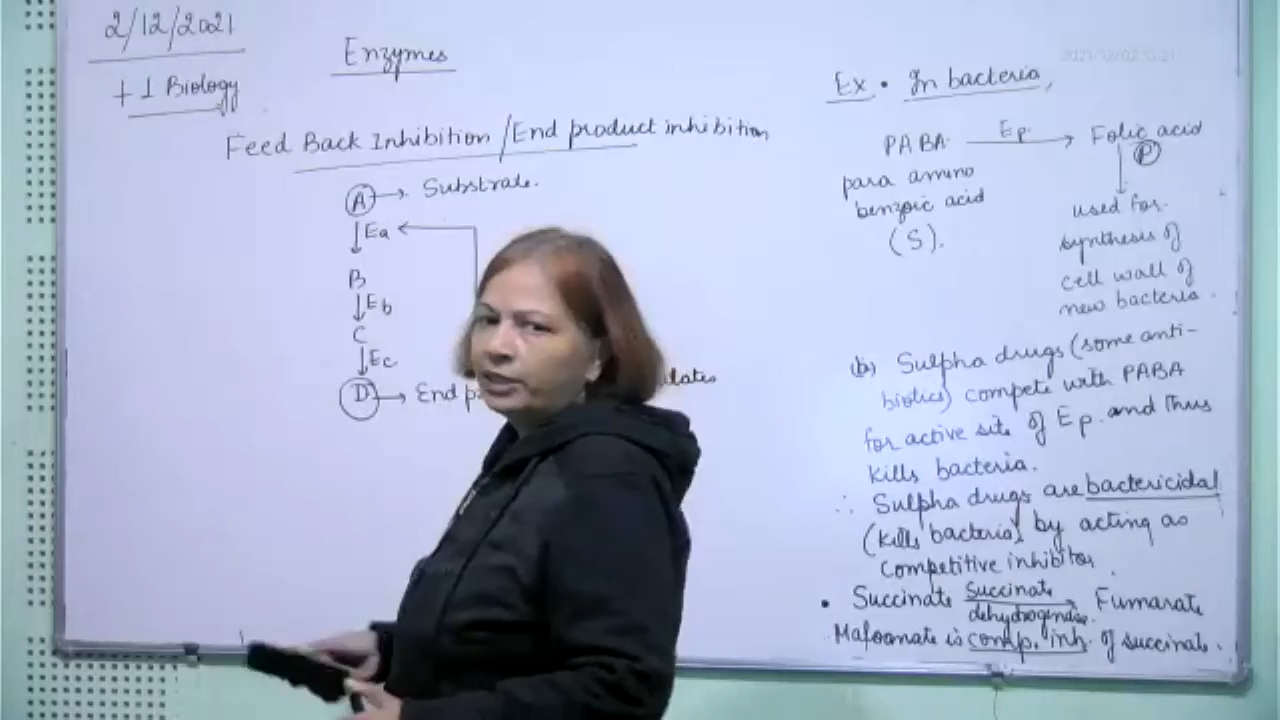 2/12/2021
+1 Biology
Enzymes
Feed Back Inhibition / End product inhibition
A → Substrate.
↓ Ea
B
↓ Eb
C
↓ Ec
D → End
Ex • In bacteria,
PABA Ep. → Folic acid
P
para amino
benzoic acid
(S).
used for
synthesis of
cell wall of
new bacteria.
(b) Sulpha drugs (some anti-
biotics) compete with PABA
for active site of Ep. and thus
kills bacteria.
∴ Sulpha drugs are bactericidal
(kills bacteria) by acting as
competitive inhibitor.
• Succinate Succinate dehydrogenase. → Fumarate
is comp. inh. of succinate.